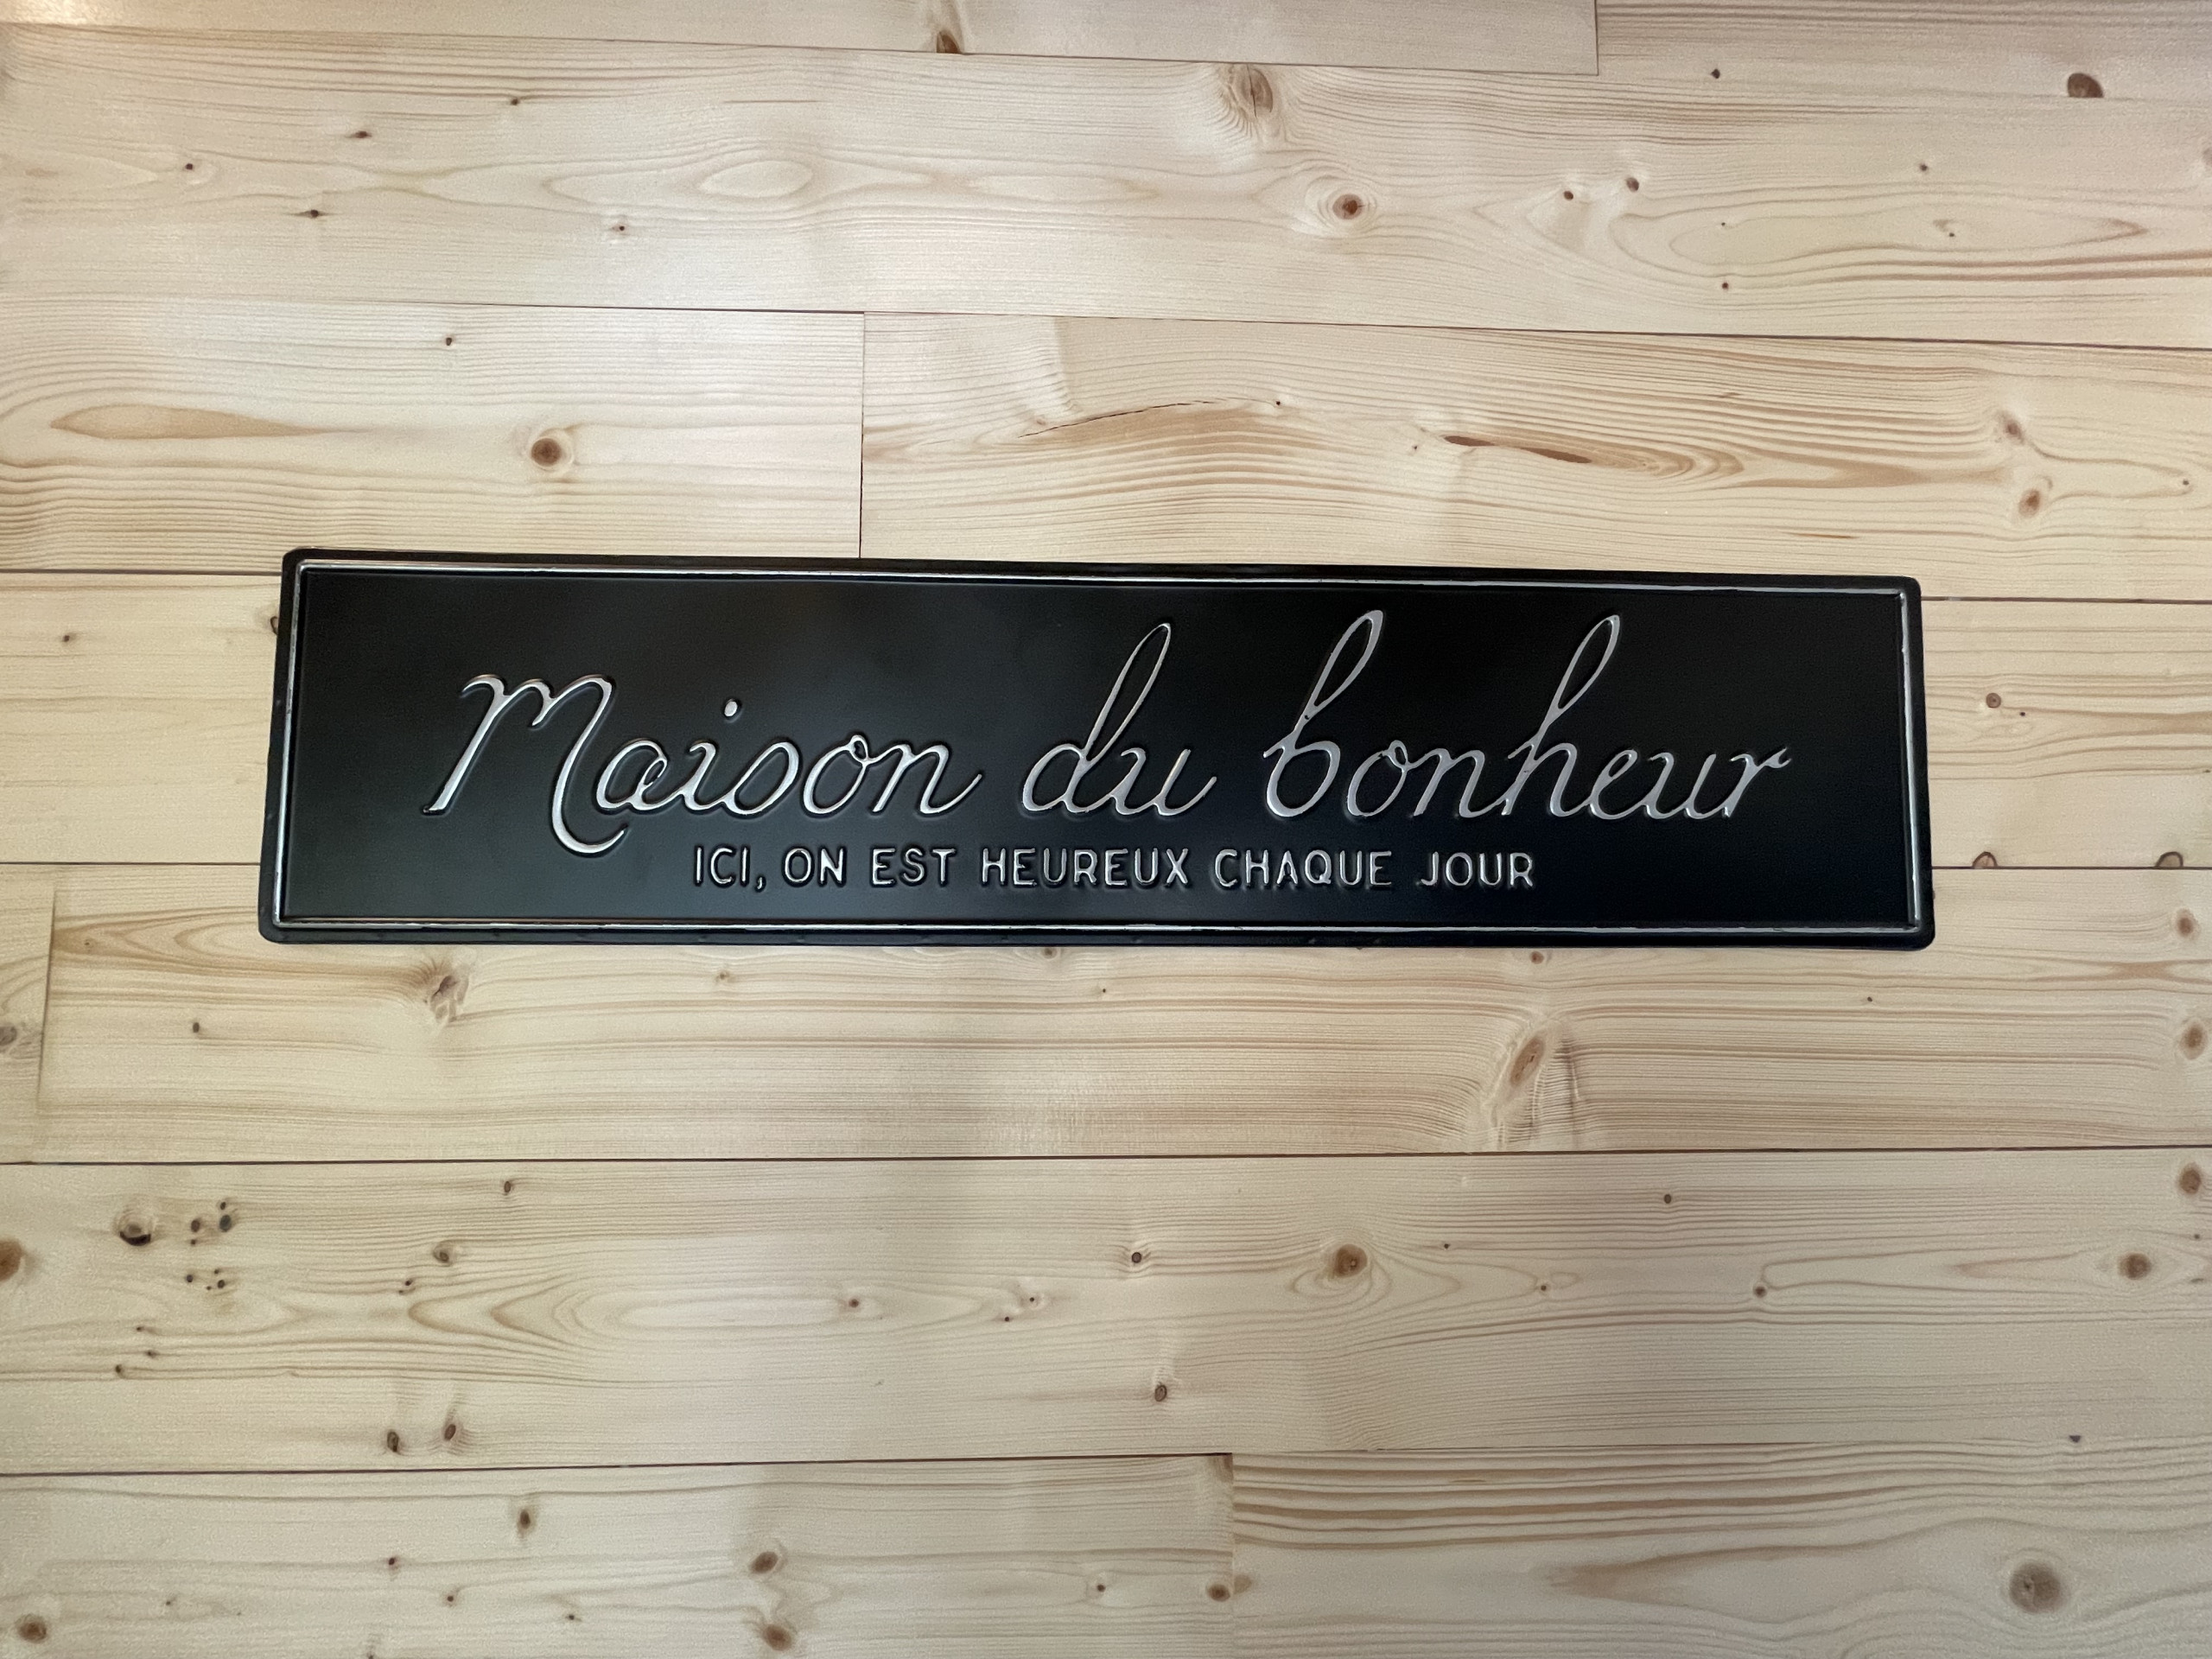 Maison du bonheur
ICI, ON EST HEUREUX CHAQUE JOUR